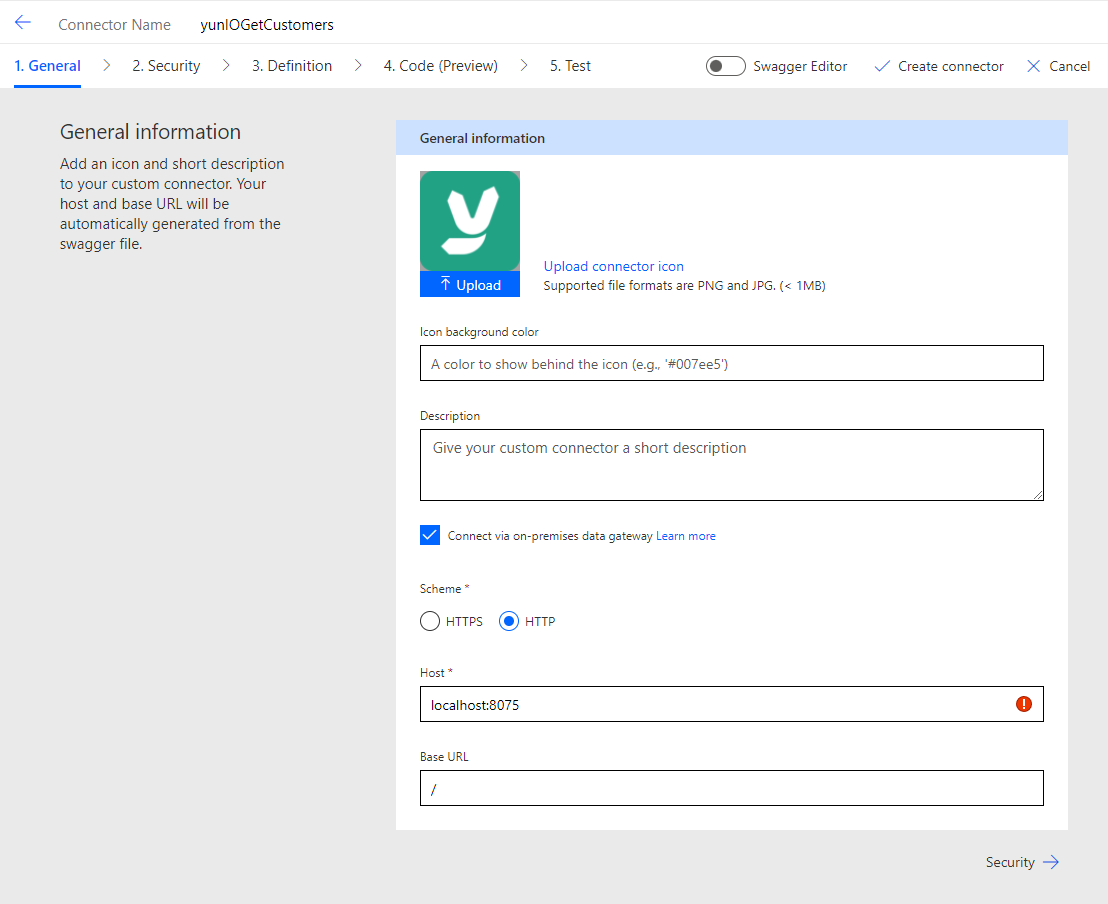 Connector Name yunIOGetCustomers
1. General 2. Security 3. Definition 4. Code (Preview) 5. Test Swagger Editor Create connector Cancel
General information
Add an icon and short description
to your custom connector. Your
host and base URL will be
automatically generated from the
swagger file.
General information
Upload
Upload connector icon
Supported file formats are PNG and JPG. (< 1MB)
Icon background color
A color to show behind the icon (e.g., '#007ee5')
Description
Give your custom connector a short description
Connect via on-premises data gateway Learn more
Scheme *
HTTPS HTTP
Host *
localhost:8075
Base URL
/
Security